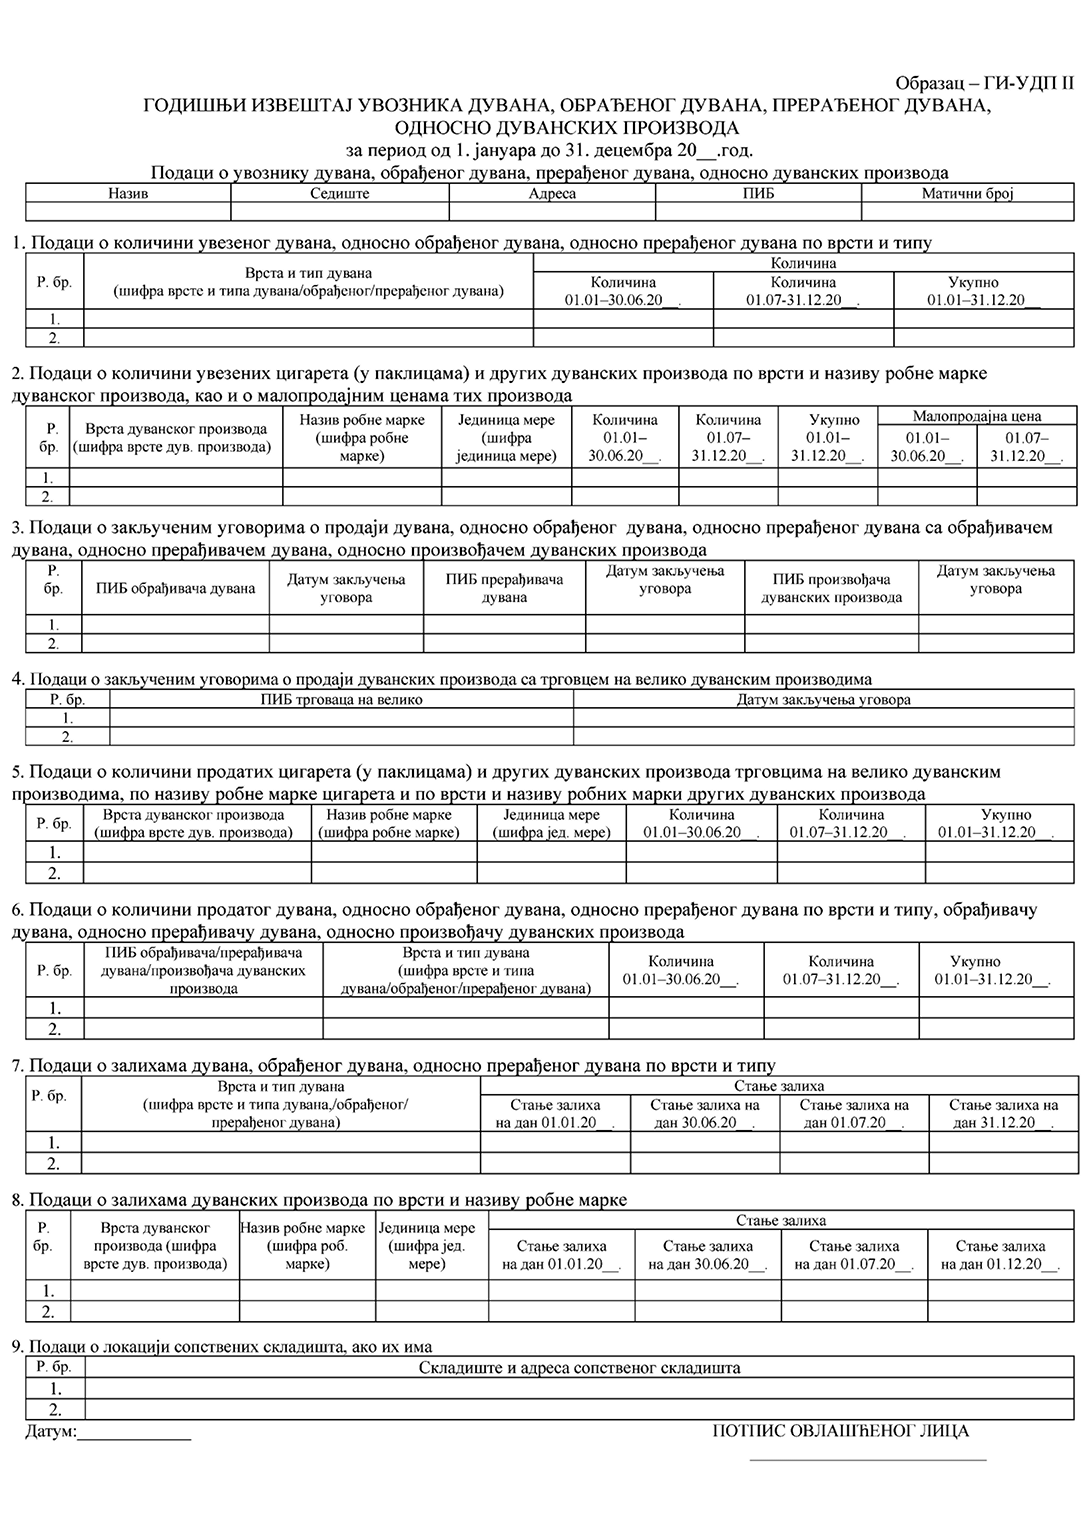 Образац – ГИ-УДП II
ГОДИШЊИ ИЗВЕШТАЈ УВОЗНИКА ДУВАНА, ОБРАЂЕНОГ ДУВАНА, ПРЕРАЂЕНОГ ДУВАНА,
ОДНОСНО ДУВАНСКИХ ПРОИЗВОДА
за период од 1. јануара до 31. децембра 20__.год.
Подаци о увознику дувана, обрађеног дувана, прерађеног дувана, односно дуванских производа
Назив Седиште Адреса ПИБ Матични број
1. Подаци о количини увезеног дувана, односно обрађеног дувана, односно прерађеног дувана по врсти и типу
Р. бр.
Врста и тип дувана
(шифра врсте и типа дувана/обрађеног/прерађеног дувана)
Количина
Количина
01.01–30.06.20__.
Количина
01.07-31.12.20__.
Укупно
01.01–31.12.20__
1.
2.
2. Подаци о количини увезених цигарета (у паклицама) и других дуванских производа по врсти и називу робне марке
дуванског производа, као и о малопродајним ценама тих производа
Р.
бр.
Врста дуванског производа
(шифра врсте дув. производа)
Назив робне марке
(шифра робне
марке)
Јединица мере
(шифра
јединица мере)
Количина
01.01–
30.06.20__.
Количина
01.07–
31.12.20__.
Укупно
01.01–
31.12.20__.
Малопродајна цена
01.01–
30.06.20__.
01.07–
31.12.20__.
1.
2.
3. Подаци о закљученим уговорима о продаји дувана, односно обрађеног дувана, односно прерађеног дувана са обрађивачем
дувана, односно прерађивачем дувана, односно произвођачем дуванских производа
Р.
бр.
ПИБ обрађивача дувана
Датум закључења
уговора
ПИБ прерађивача
дувана
Датум закључења
уговора
ПИБ произвођача
дуванских производа
Датум закључења
уговора
1.
2.
4. Подаци о закљученим уговорима о продаји дуванских производа са трговцем на велико дуванским производима
Р. бр. ПИБ трговаца на велико Датум закључења уговора
1.
2.
5. Подаци о количини продатих цигарета (у паклицама) и других дуванских производа трговцима на велико дуванским
производима, по називу робне марке цигарета и по врсти и називу робних марки других дуванских производа
Р. бр.
Врста дуванског производа
(шифра врсте дув. производа)
Назив робне марке
(шифра робне марке)
Јединица мере
(шифра јед. мере)
Количина
01.01–30.06.20__.
Количина
01.07–31.12.20__.
Укупно
01.01–31.12.20__.
1.
2.
6. Подаци о количини продатог дувана, односно обрађеног дувана, односно прерађеног дувана по врсти и типу, обрађивачу
дувана, односно прерађивачу дувана, односно произвођачу дуванских производа
Р. бр.
ПИБ обрађивача/прерађивача
дувана/произвођача дуванских
производа
Врста и тип дувана
(шифра врсте и типа
дувана/обрађеног/прерађеног дувана)
Количина
01.01–30.06.20__.
Количина
01.07–31.12.20__.
Укупно
01.01–31.12.20__.
1.
2.
7. Подаци о залихама дувана, обрађеног дувана, односно прерађеног дувана по врсти и типу
Р. бр.
Врста и тип дувана
(шифра врсте и типа дувана,/обрађеног/
прерађеног дувана)
Стање залиха
Стање залиха
на дан 01.01.20__.
Стање залиха на
дан 30.06.20__.
Стање залиха на
дан 01.07.20__.
Стање залиха на
дан 31.12.20__.
1.
2.
8. Подаци о залихама дуванских производа по врсти и називу робне марке
Р.
бр.
Врста дуванског
производа (шифра
врсте дув. производа)
Назив робне марке
(шифра роб.
марке)
Јединица мере
(шифра јед.
мере)
Стање залиха
Стање залиха
на дан 01.01.20__.
Стање залиха
на дан 30.06.20__.
Стање залиха
на дан 01.07.20__.
Стање залиха
на дан 01.12.20__.
1.
2.
9. Подаци о локацији сопствених складишта, ако их има
Р. бр. Складиште и адреса сопственог складишта
1.
2.
Датум:_____________ ПОТПИС ОВЛАШЋЕНОГ ЛИЦА